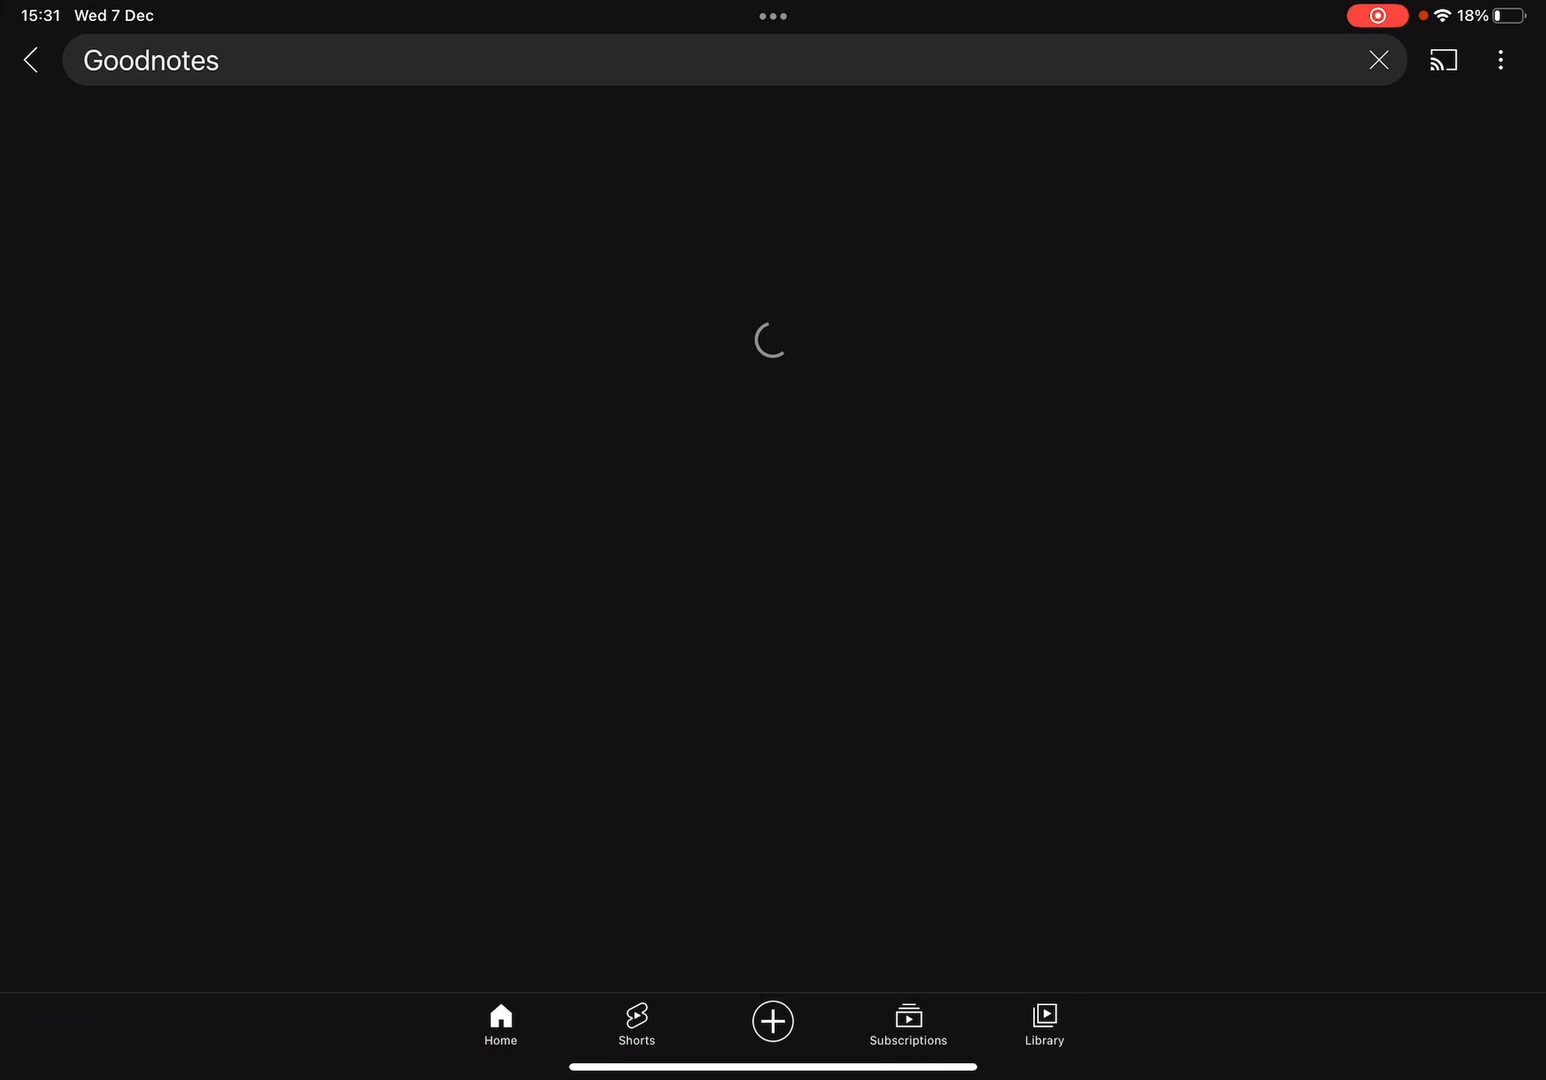 15:31 Wed 7 Dec
18%
Goodnotes
Home
Shorts
Subscriptions
Library